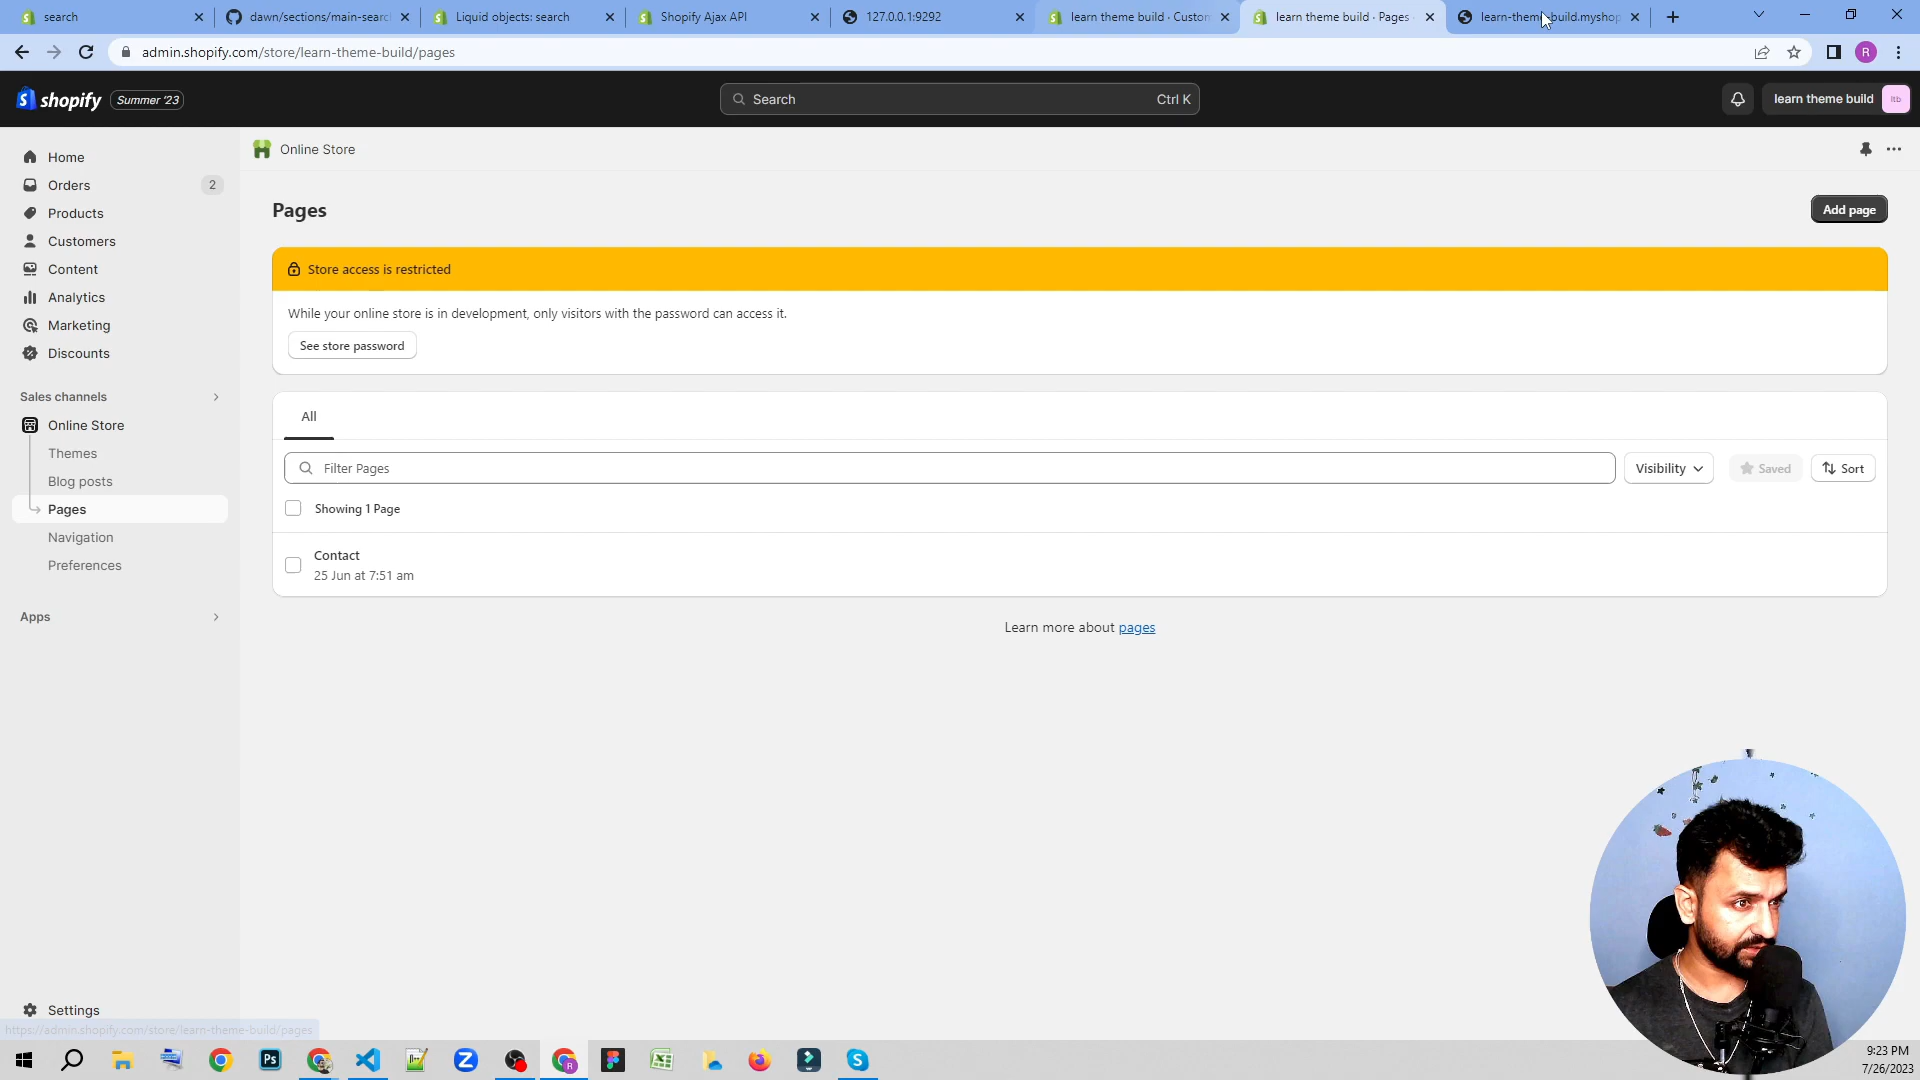 search
dawn/sections/main-searc
Liquid objects: search
Shopify Ajax API
127.0.0.1:9292
learn theme build · Custom
learn theme build · Pages ·
learn-theme-build.myshop
admin.shopify.com/store/learn-theme-build/pages
R
shopify
Summer '23
Search
Ctrl K
learn theme build
ltb
Home
Orders
2
Products
Customers
Content
Analytics
Marketing
Discounts
Sales channels
Online Store
Themes
Blog posts
Pages
Navigation
Preferences
Apps
Settings
Online Store
Pages
Add page
Store access is restricted
While your online store is in development, only visitors with the password can access it.
See store password
All
Filter Pages
Visibility
Saved
Sort
Showing 1 Page
Contact
25 Jun at 7:51 am
Learn more about pages
https://admin.shopify.com/store/learn-theme-build/pages
9:23 PM
7/26/2023